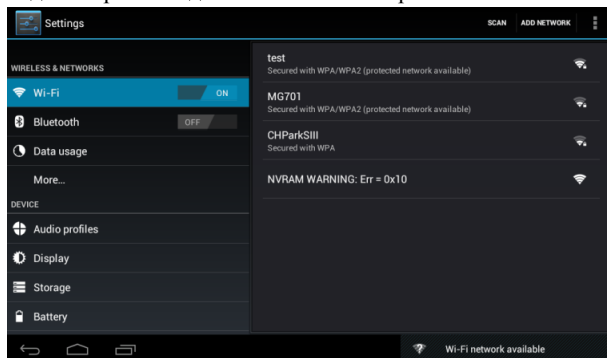 Settings
SCAN
ADD NETWORK
WIRELESS & NETWORKS
Wi-Fi
ON
Bluetooth
OFF
Data usage
More...
DEVICE
Audio profiles
Display
Storage
Battery
test
Secured with WPA/WPA2 (protected network available)
MG701
Secured with WPA/WPA2 (protected network available)
CHParkSIII
Secured with WPA
NVRAM WARNING: Err = 0x10
Wi-Fi network available